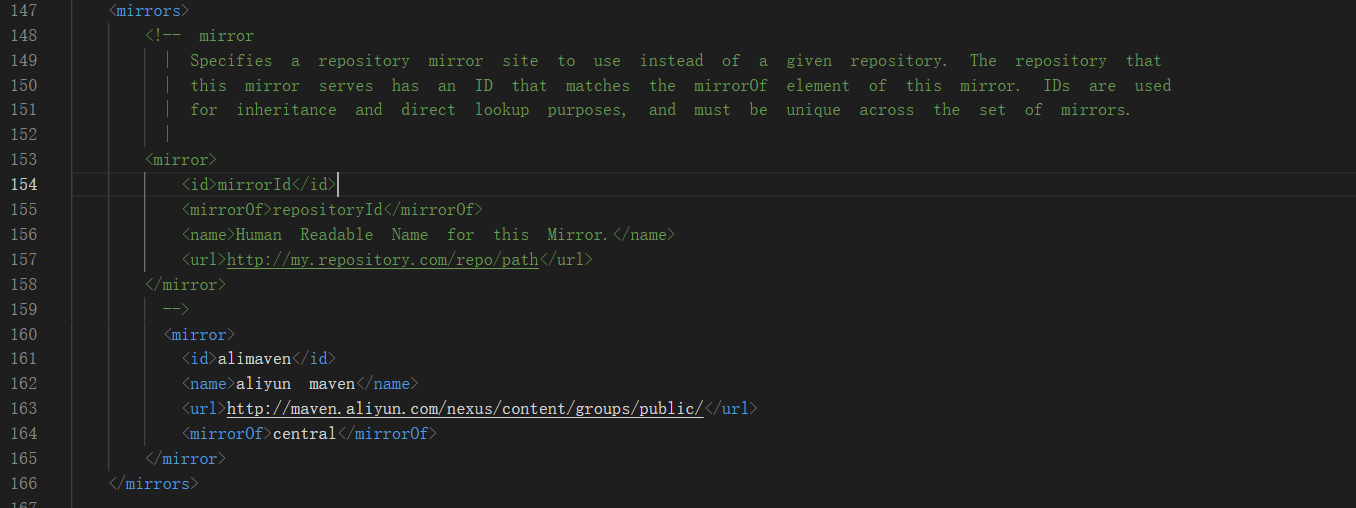 147 <mirrors>
148 <!-- mirror
149 | Specifies a repository mirror site to use instead of a given repository. The repository that
150 | this mirror serves has an ID that matches the mirrorOf element of this mirror. IDs are used
151 | for inheritance and direct lookup purposes, and must be unique across the set of mirrors.
152 |
153 <mirror>
154 <id>mirrorId</id>
155 <mirrorOf>repositoryId</mirrorOf>
156 <name>Human Readable Name for this Mirror.</name>
157 <url>http://my.repository.com/repo/path</url>
158 </mirror>
159 -->
160 <mirror>
161 <id>alimaven</id>
162 <name>aliyun maven</name>
163 <url>http://maven.aliyun.com/nexus/content/groups/public/</url>
164 <mirrorOf>central</mirrorOf>
165 </mirror>
166 </mirrors>
167